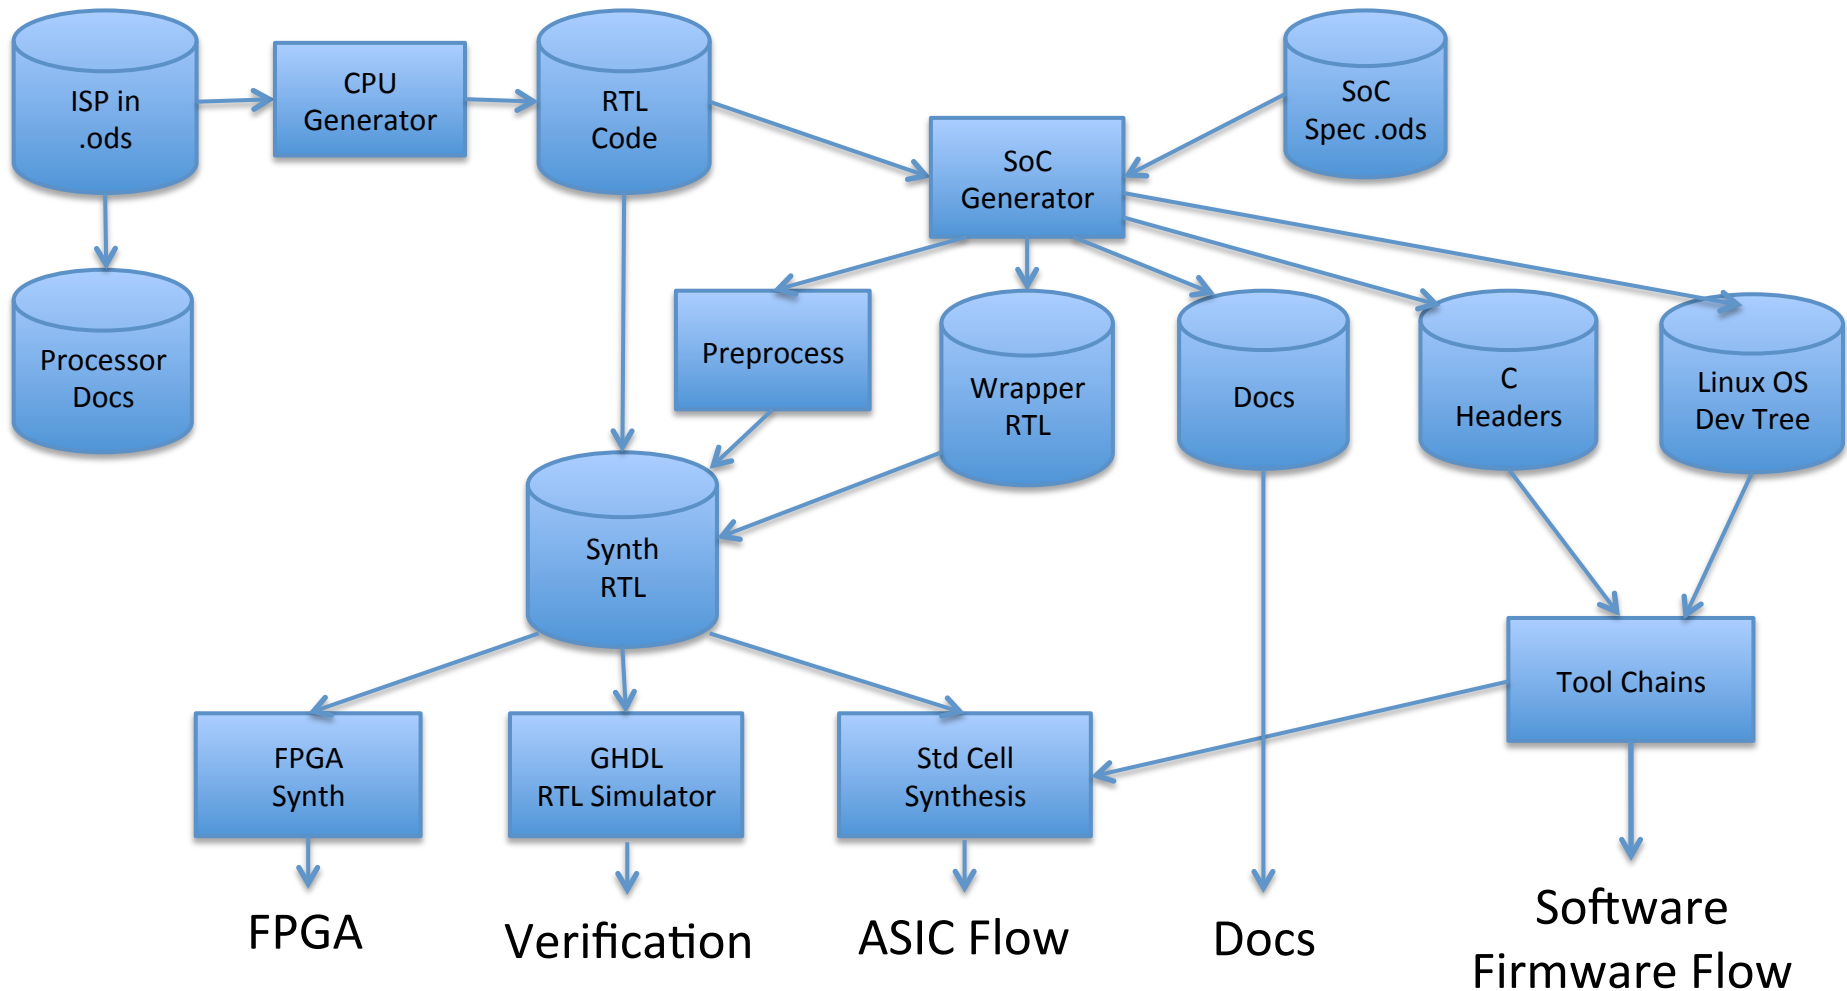 ISP in
.ods
CPU
Generator
RTL
Code
SoC
Spec .ods
SoC
Generator
Processor
Docs
Preprocess
Wrapper
RTL
Docs
C
Headers
Linux OS
Dev Tree
Synth
RTL
Tool Chains
FPGA
Synth
GHDL
RTL Simulator
Std Cell
Synthesis
FPGA
Verification
ASIC Flow
Docs
Software
Firmware Flow